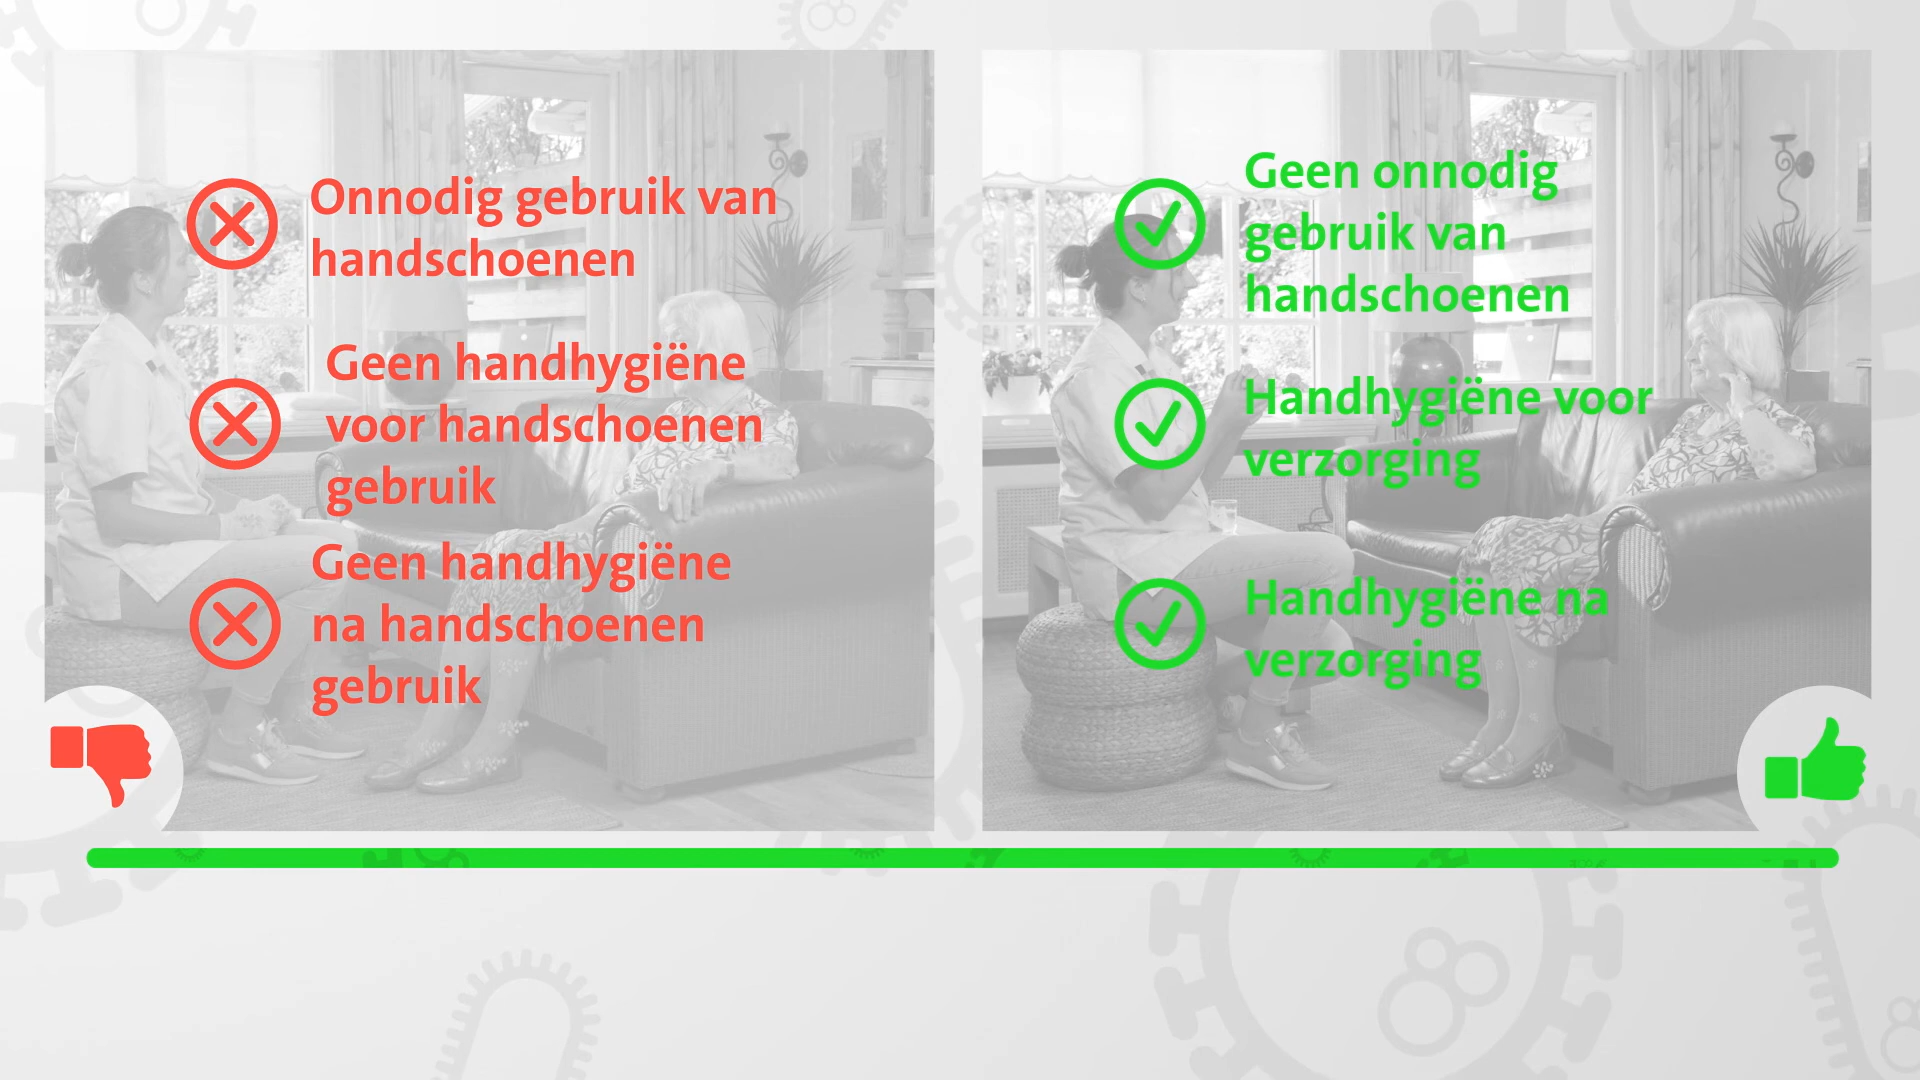 Onnodig gebruik van
handschoenen
Geen handhygiëne
voor handschoenen
gebruik
Geen handhygiëne
na handschoenen
gebruik
Geen onnodig
gebruik van
handschoenen
Handhygiëne voor
verzorging
Handhygiëne na
verzorging